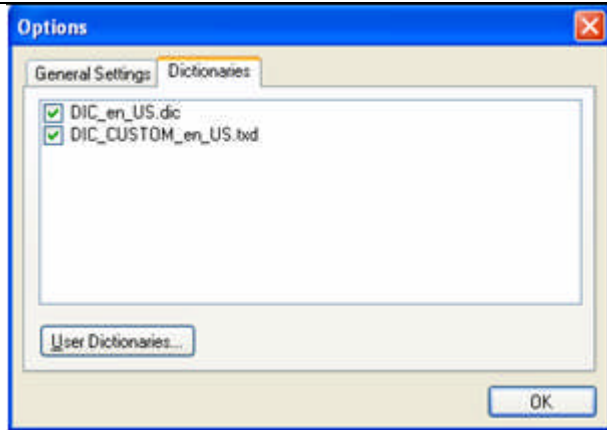 Options
General Settings Dictionaries
DIC_en_US.dic
DIC_CUSTOM_en_US.txd
User Dictionaries...
OK